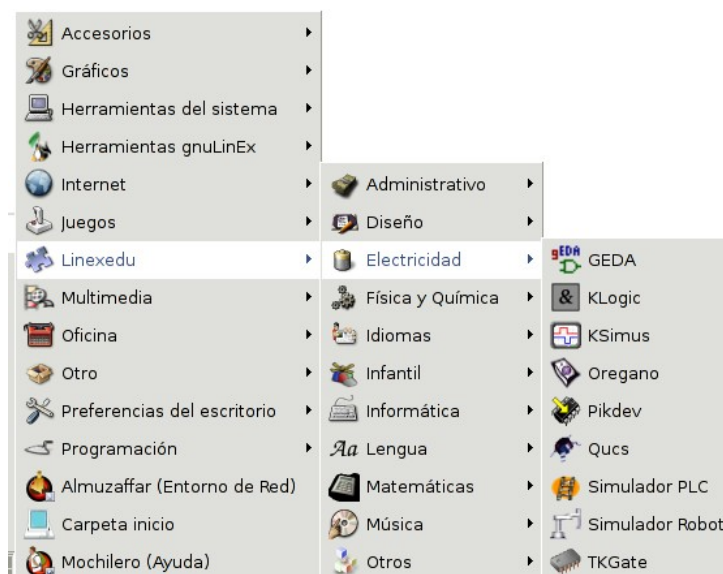 Accesorios
Gráficos
Herramientas del sistema
Herramientas gnuLinEx
Internet
Juegos
Linexedu
Multimedia
Oficina
Otro
Preferencias del escritorio
Programación
Almuzaffar (Entorno de Red)
Carpeta inicio
Mochilero (Ayuda)
Administrativo
Diseño
Electricidad
Física y Química
Idiomas
Infantil
Informática
Aa Lengua
Matemáticas
Música
Otros
gEDA GEDA
& KLogic
KSimus
Oregano
Pikdev
Qucs
Simulador PLC
Simulador Robot
TKGate